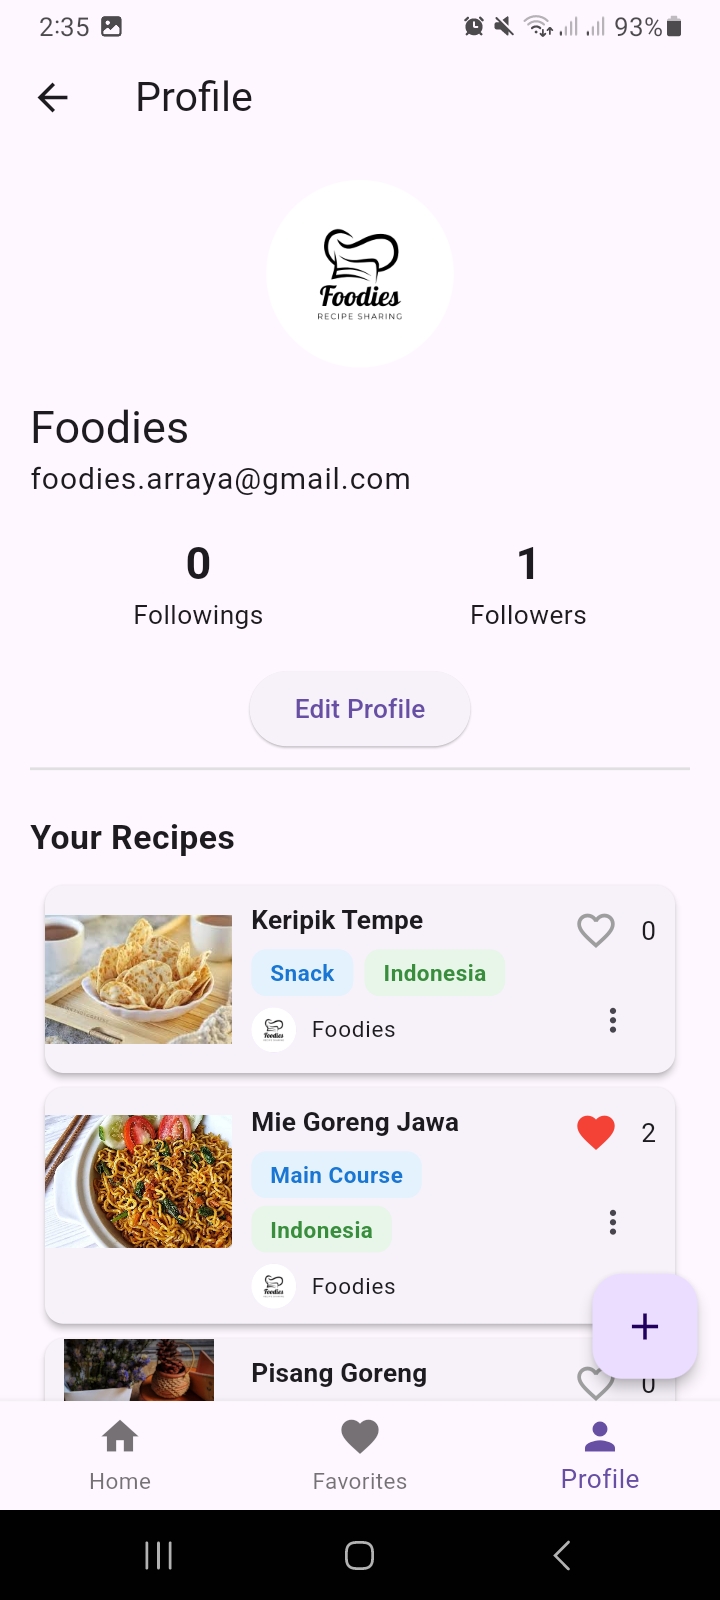 2:35 93%
Profile
Foodies
RECIPE SHARING
Foodies
foodies.arraya@gmail.com
0 1
Followings Followers
Edit Profile
Your Recipes
Keripik Tempe 0
Snack Indonesia
Foodies Foodies
Mie Goreng Jawa 2
Main Course
Indonesia
Foodies Foodies
Pisang Goreng 0
Home Favorites Profile